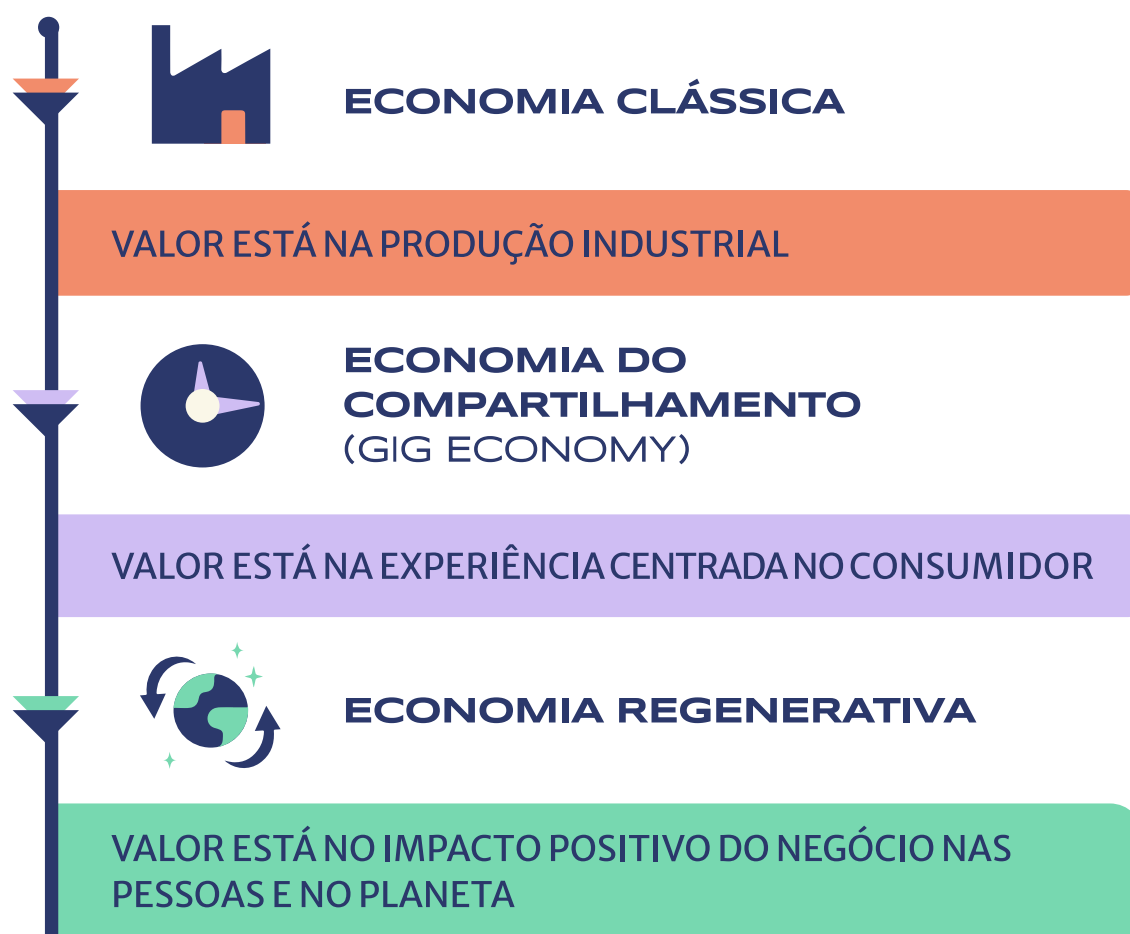 ECONOMIA CLÁSSICA
VALOR ESTÁ NA PRODUÇÃO INDUSTRIAL
ECONOMIA DO
COMPARTILHAMENTO
(GIG ECONOMY)
VALOR ESTÁ NA EXPERIÊNCIA CENTRADA NO CONSUMIDOR
ECONOMIA REGENERATIVA
VALOR ESTÁ NO IMPACTO POSITIVO DO NEGÓCIO NAS
PESSOAS E NO PLANETA